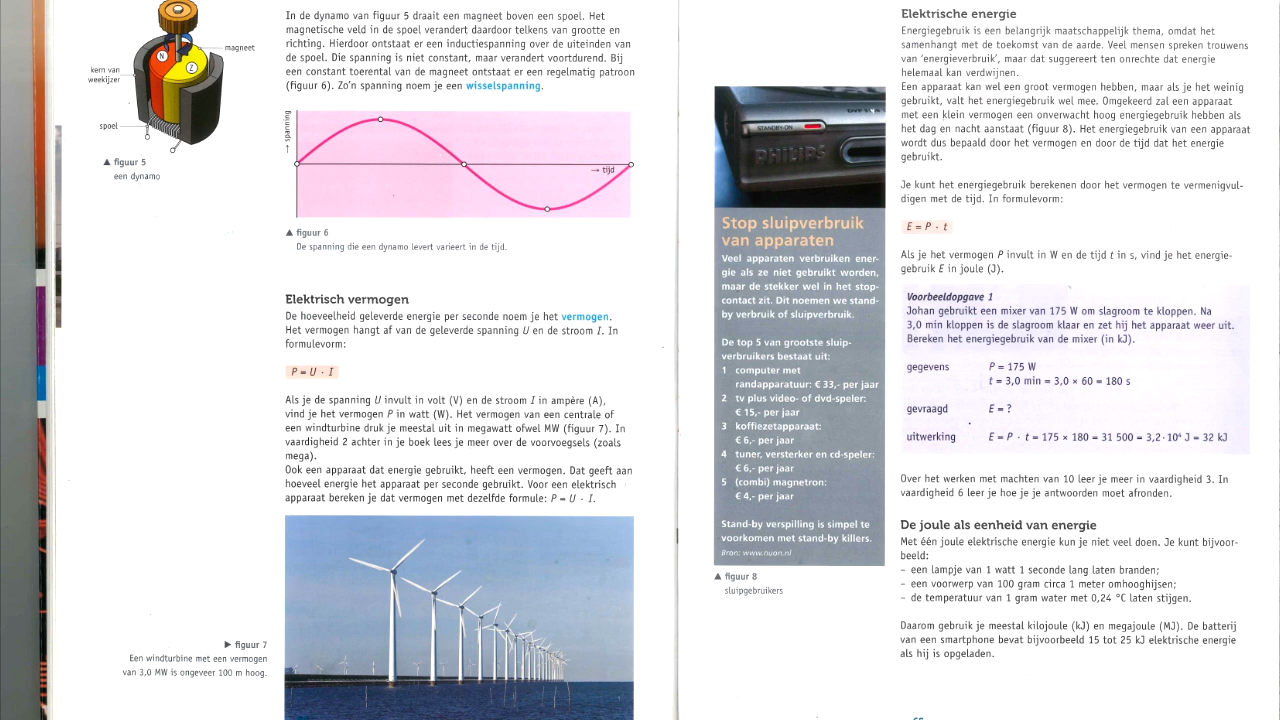 N
Z
magneet
kern van
weekijzer
spoel
▲ figuur 5
een dynamo
In de dynamo van figuur 5 draait een magneet boven een spoel. Het
magnetische veld in de spoel verandert daardoor telkens van grootte en
richting. Hierdoor ontstaat er een inductiespanning over de uiteinden van
de spoel. Die spanning is niet constant, maar verandert voortdurend. Bij
een constant toerental van de magneet ontstaat er een regelmatig patroon
(figuur 6). Zo'n spanning noem je een wisselspanning.
→ spanning
→ tijd
▲ figuur 6
De spanning die een dynamo levert varieert in de tijd.
Elektrisch vermogen
De hoeveelheid geleverde energie per seconde noem je het vermogen.
Het vermogen hangt af van de geleverde spanning U en de stroom I. In
formulevorm:
P = U · I
Als je de spanning U invult in volt (V) en de stroom I in ampère (A),
vind je het vermogen P in watt (W). Het vermogen van een centrale of
een windturbine druk je meestal uit in megawatt ofwel MW (figuur 7). In
vaardigheid 2 achter in je boek lees je meer over de voorvoegsels (zoals
mega).
Ook een apparaat dat energie gebruikt, heeft een vermogen. Dat geeft aan
hoeveel energie het apparaat per seconde gebruikt. Voor een elektrisch
apparaat bereken je dat vermogen met dezelfde formule: P = U · I.
▶ figuur 7
Een windturbine met een vermogen
van 3,0 MW is ongeveer 100 m hoog.
STANDBY-ON
PHILIPS
Stop sluipverbruik
van apparaten
Veel apparaten verbruiken ener-
gie als ze niet gebruikt worden,
maar de stekker wel in het stop-
contact zit. Dit noemen we stand-
by verbruik of sluipverbruik.
De top 5 van grootste sluip-
verbruikers bestaat uit:
1 computer met
randapparatuur: € 33,- per jaar
2 tv plus video- of dvd-speler:
€ 15,- per jaar
3 koffiezetapparaat:
€ 6,- per jaar
4 tuner, versterker en cd-speler:
€ 6,- per jaar
5 (combi) magnetron:
€ 4,- per jaar
Stand-by verspilling is simpel te
voorkomen met stand-by killers.
Bron: www.nuon.nl
▲ figuur 8
sluipgebruikers
Elektrische energie
Energiegebruik is een belangrijk maatschappelijk thema, omdat het
samenhangt met de toekomst van de aarde. Veel mensen spreken trouwens
van 'energieverbruik', maar dat suggereert ten onrechte dat energie
helemaal kan verdwijnen.
Een apparaat kan wel een groot vermogen hebben, maar als je het weinig
gebruikt, valt het energiegebruik wel mee. Omgekeerd zal een apparaat
met een klein vermogen een onverwacht hoog energiegebruik hebben als
het dag en nacht aanstaat (figuur 8). Het energiegebruik van een apparaat
wordt dus bepaald door het vermogen en door de tijd dat het energie
gebruikt.
Je kunt het energiegebruik berekenen door het vermogen te vermenigvul-
digen met de tijd. In formulevorm:
E = P · t
Als je het vermogen P invult in W en de tijd t in s, vind je het energie-
gebruik E in joule (J).
Voorbeeldopgave 1
Johan gebruikt een mixer van 175 W om slagroom te kloppen. Na
3,0 min kloppen is de slagroom klaar en zet hij het apparaat weer uit.
Bereken het energiegebruik van de mixer (in kJ).
gegevens P = 175 W
t = 3,0 min = 3,0 × 60 = 180 s
gevraagd E = ?
uitwerking E = P · t = 175 × 180 = 31 500 = 3,2·10⁴ J = 32 kJ
Over het werken met machten van 10 leer je meer in vaardigheid 3. In
vaardigheid 6 leer je hoe je je antwoorden moet afronden.
De joule als eenheid van energie
Met één joule elektrische energie kun je niet veel doen. Je kunt bijvoor-
beeld:
– een lampje van 1 watt 1 seconde lang laten branden;
– een voorwerp van 100 gram circa 1 meter omhooghijsen;
– de temperatuur van 1 gram water met 0,24 °C laten stijgen.
Daarom gebruik je meestal kilojoule (kJ) en megajoule (MJ). De batterij
van een smartphone bevat bijvoorbeeld 15 tot 25 kJ elektrische energie
als hij is opgeladen.